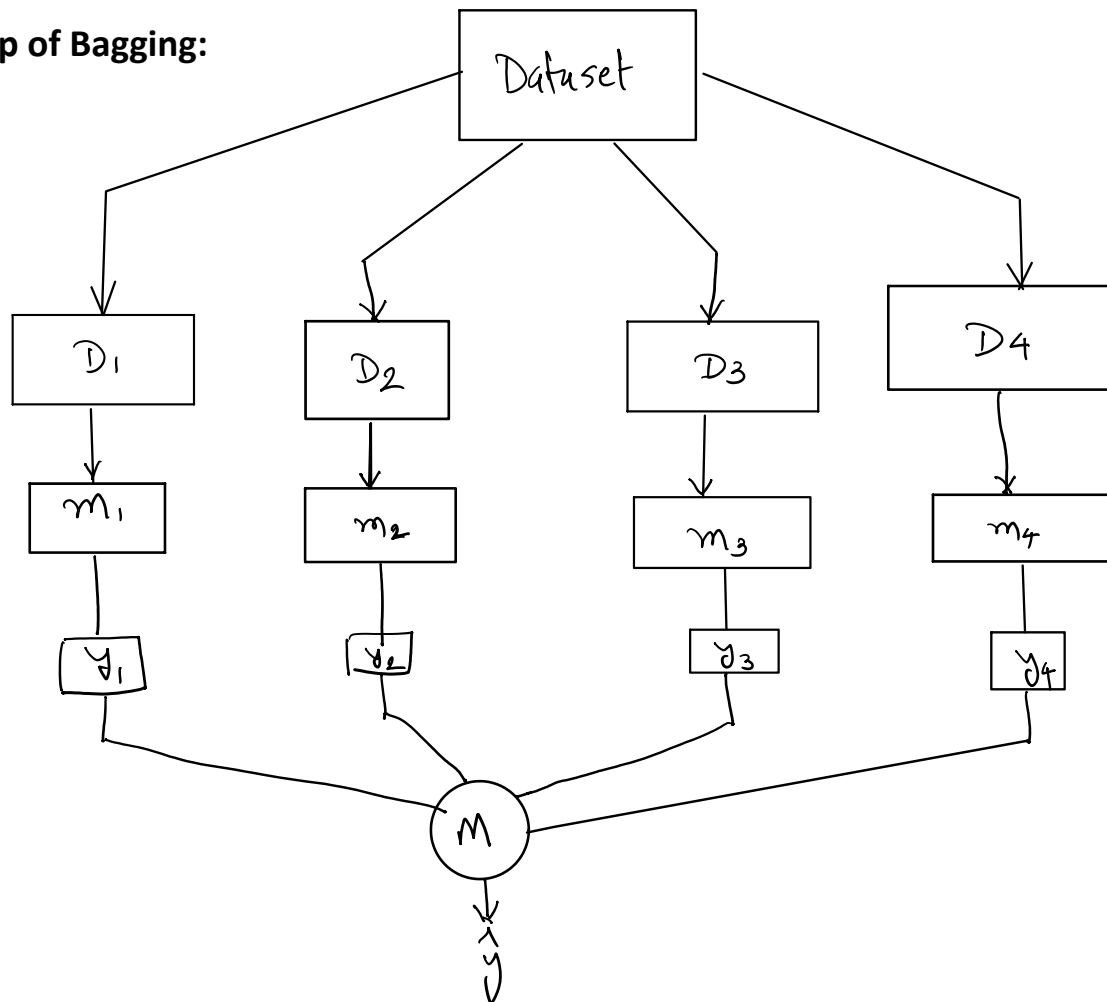 p of Bagging:
Dataset
D1 D2 D3 D4
m1 m2 m3 m4
y1 y2 y3 y4
M
ŷ